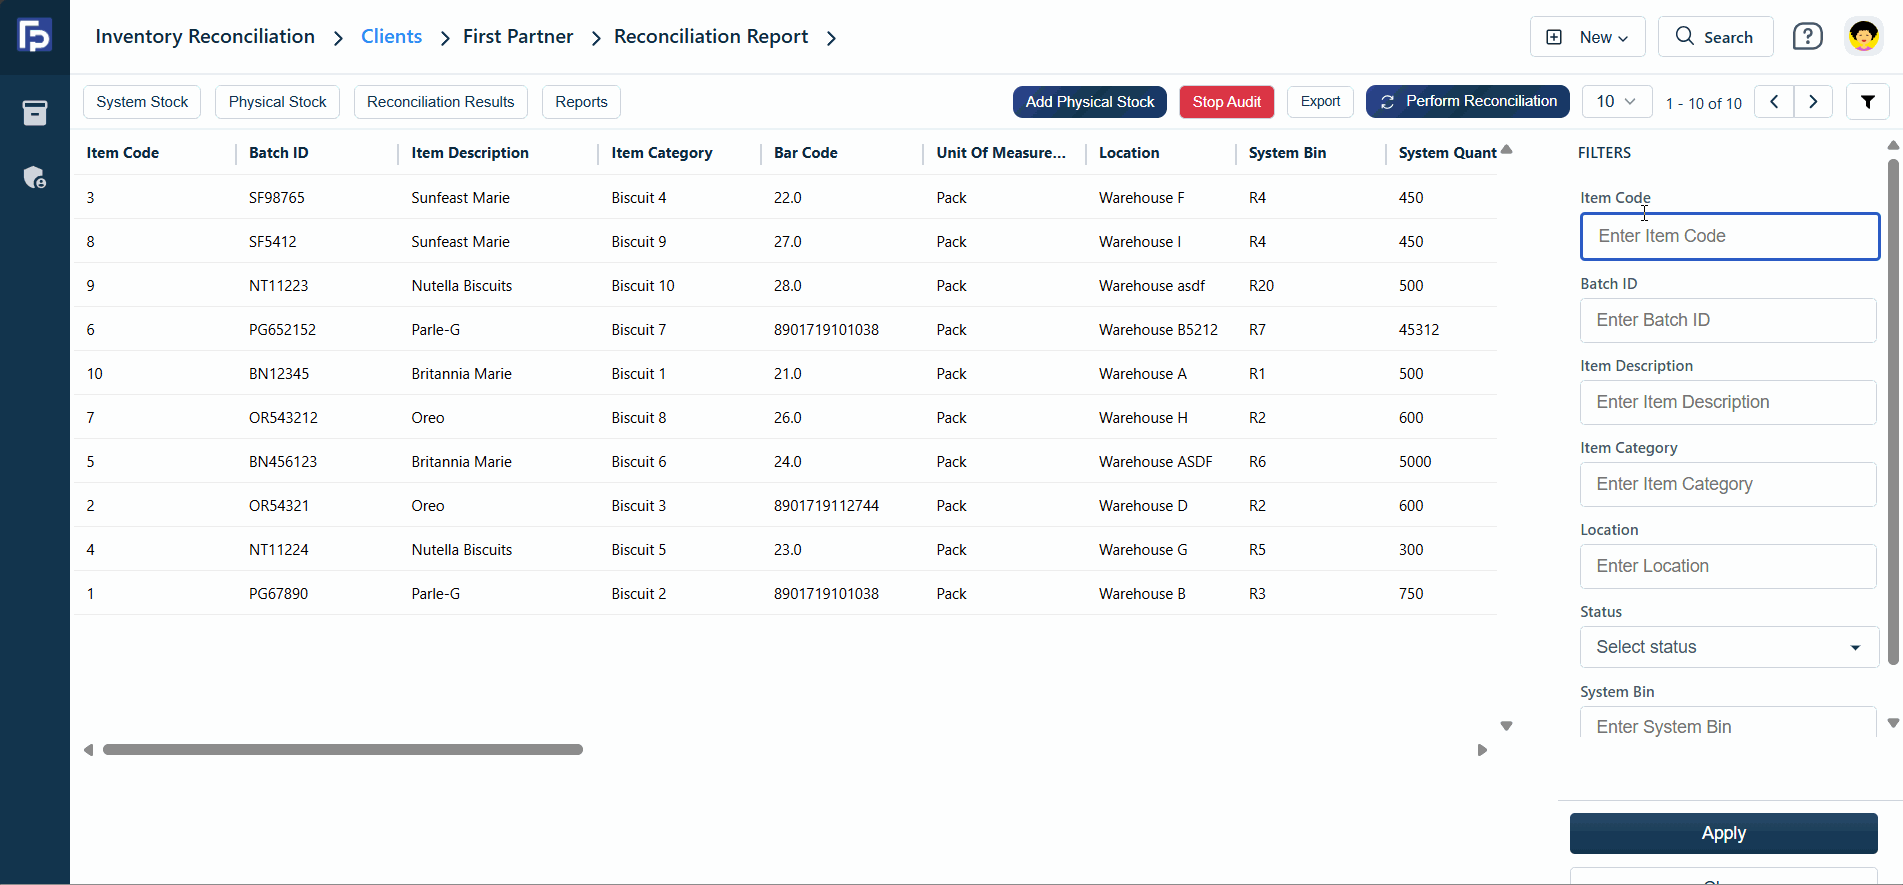 Inventory Reconciliation > Clients > First Partner > Reconciliation Report >
New
Search
System Stock Physical Stock Reconciliation Results Reports
Add Physical Stock Stop Audit Export Perform Reconciliation 10 1 - 10 of 10
Item Code Batch ID Item Description Item Category Bar Code Unit Of Measure... Location System Bin System Quant
3 SF98765 Sunfeast Marie Biscuit 4 22.0 Pack Warehouse F R4 450
8 SF5412 Sunfeast Marie Biscuit 9 27.0 Pack Warehouse I R4 450
9 NT11223 Nutella Biscuits Biscuit 10 28.0 Pack Warehouse asdf R20 500
6 PG652152 Parle-G Biscuit 7 8901719101038 Pack Warehouse B5212 R7 45312
10 BN12345 Britannia Marie Biscuit 1 21.0 Pack Warehouse A R1 500
7 OR543212 Oreo Biscuit 8 26.0 Pack Warehouse H R2 600
5 BN456123 Britannia Marie Biscuit 6 24.0 Pack Warehouse ASDF R6 5000
2 OR54321 Oreo Biscuit 3 8901719112744 Pack Warehouse D R2 600
4 NT11224 Nutella Biscuits Biscuit 5 23.0 Pack Warehouse G R5 300
1 PG67890 Parle-G Biscuit 2 8901719101038 Pack Warehouse B R3 750
FILTERS
Item Code
Enter Item Code
Batch ID
Enter Batch ID
Item Description
Enter Item Description
Item Category
Enter Item Category
Location
Enter Location
Status
Select status
System Bin
Enter System Bin
Apply